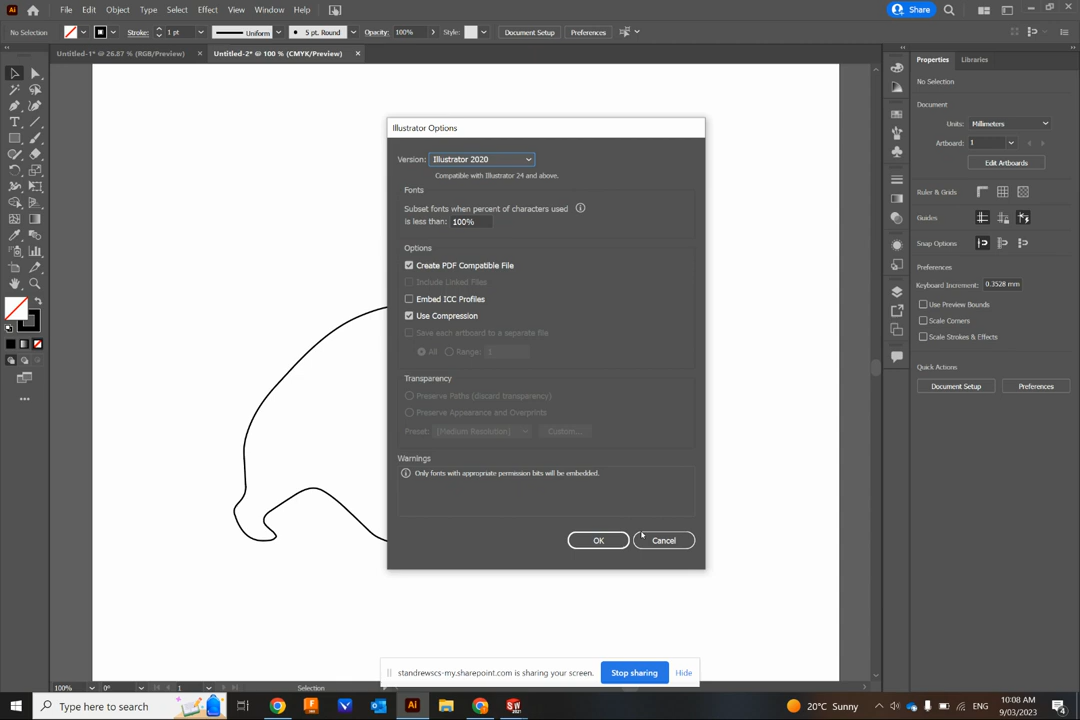 Ai File Edit Object Type Select Effect View Window Help Share
No Selection Stroke: 1 pt Uniform 5 pt. Round Opacity: 100% Style: Document Setup Preferences
Untitled-1* @ 26.87 % (RGB/Preview) × Untitled-2* @ 100 % (CMYK/Preview) ×
Properties Libraries
No Selection
Document
Units: Millimeters
Artboard: 1
Edit Artboards
Ruler & Grids
Guides
Snap Options
Preferences
Keyboard Increment: 0.3528 mm
Use Preview Bounds
Scale Corners
Scale Strokes & Effects
Quick Actions
Document Setup Preferences
Illustrator Options
Version: Illustrator 2020
Compatible with Illustrator 24 and above.
Fonts
Subset fonts when percent of characters used
is less than: 100%
Options
Create PDF Compatible File
Include Linked Files
Embed ICC Profiles
Use Compression
Save each artboard to a separate file
All Range: 1
Transparency
Preserve Paths (discard transparency)
Preserve Appearance and Overprints
Preset: [Medium Resolution] Custom...
Warnings
Only fonts with appropriate permission bits will be embedded.
OK Cancel
standrewscs-my.sharepoint.com is sharing your screen. Stop sharing Hide
100% 0° 1 Selection
Type here to search
20°C Sunny
10:08 AM
9/03/2023
4